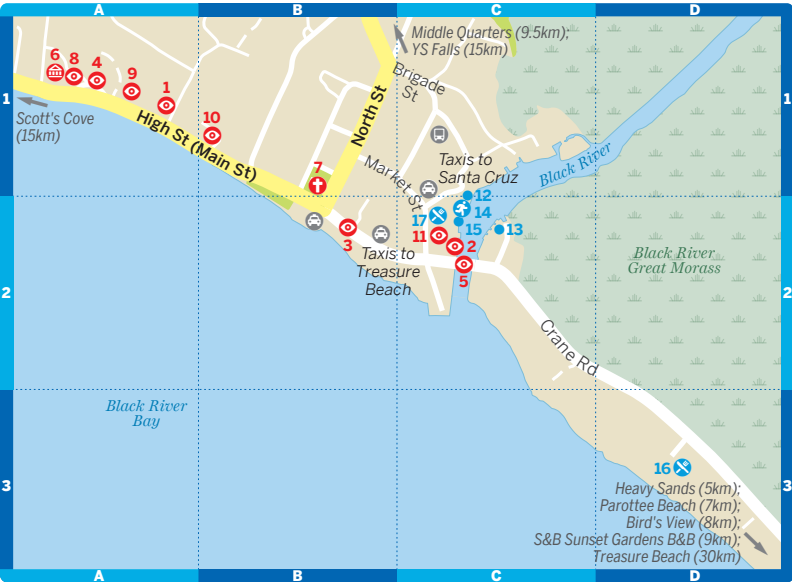 A
B
C
D
Middle Quarters (9.5km);
YS Falls (15km)
6
8
4
9
1
10
1
1
Scott's Cove
(15km)
High St (Main St)
North St
Brigade
St
Market St
Taxis to
Santa Cruz
Black River
7
12
14
17
15
13
11
2
3
5
Taxis to
Treasure
Beach
Black River
Great Morass
2
2
Crane Rd
Black River
Bay
16
3
3
Heavy Sands (5km);
Parottee Beach (7km);
Bird's View (8km);
S&B Sunset Gardens B&B (9km);
Treasure Beach (30km)
A
B
C
D